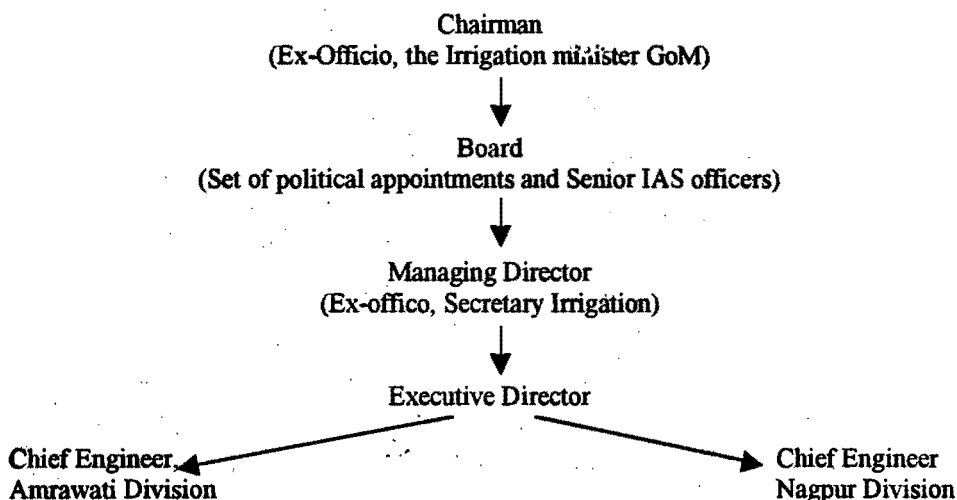 Chairman
(Ex-Officio, the Irrigation minister GoM)
Board
(Set of political appointments and Senior IAS officers)
Managing Director
(Ex-offico, Secretary Irrigation)
Executive Director
Chief Engineer,
Amrawati Division
Chief Engineer
Nagpur Division